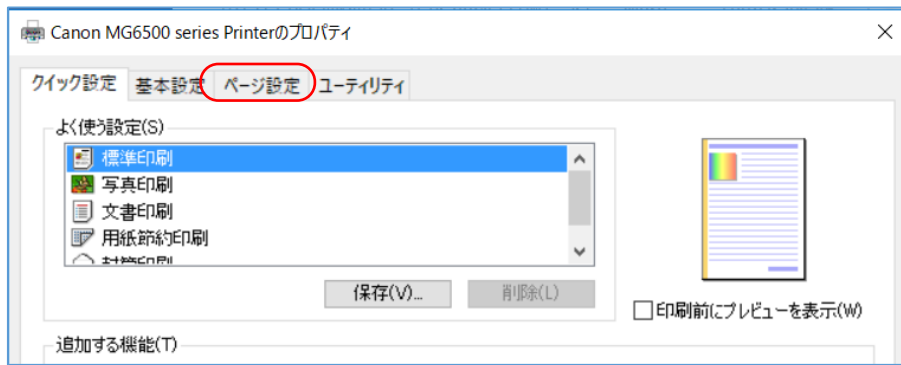 Canon MG6500 series Printerのプロパティ
クイック設定 基本設定 ページ設定 ユーティリティ
よく使う設定(S)
標準印刷
写真印刷
文書印刷
用紙節約印刷
保存(V)... 削除(L)
印刷前にプレビューを表示(W)
追加する機能(T)